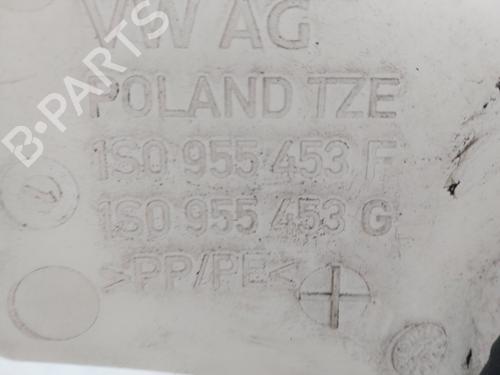 VW AG
POLAND TZE
1S0 955 453 F
1S0 955 453 G
>PP/PE<
B-PARTS